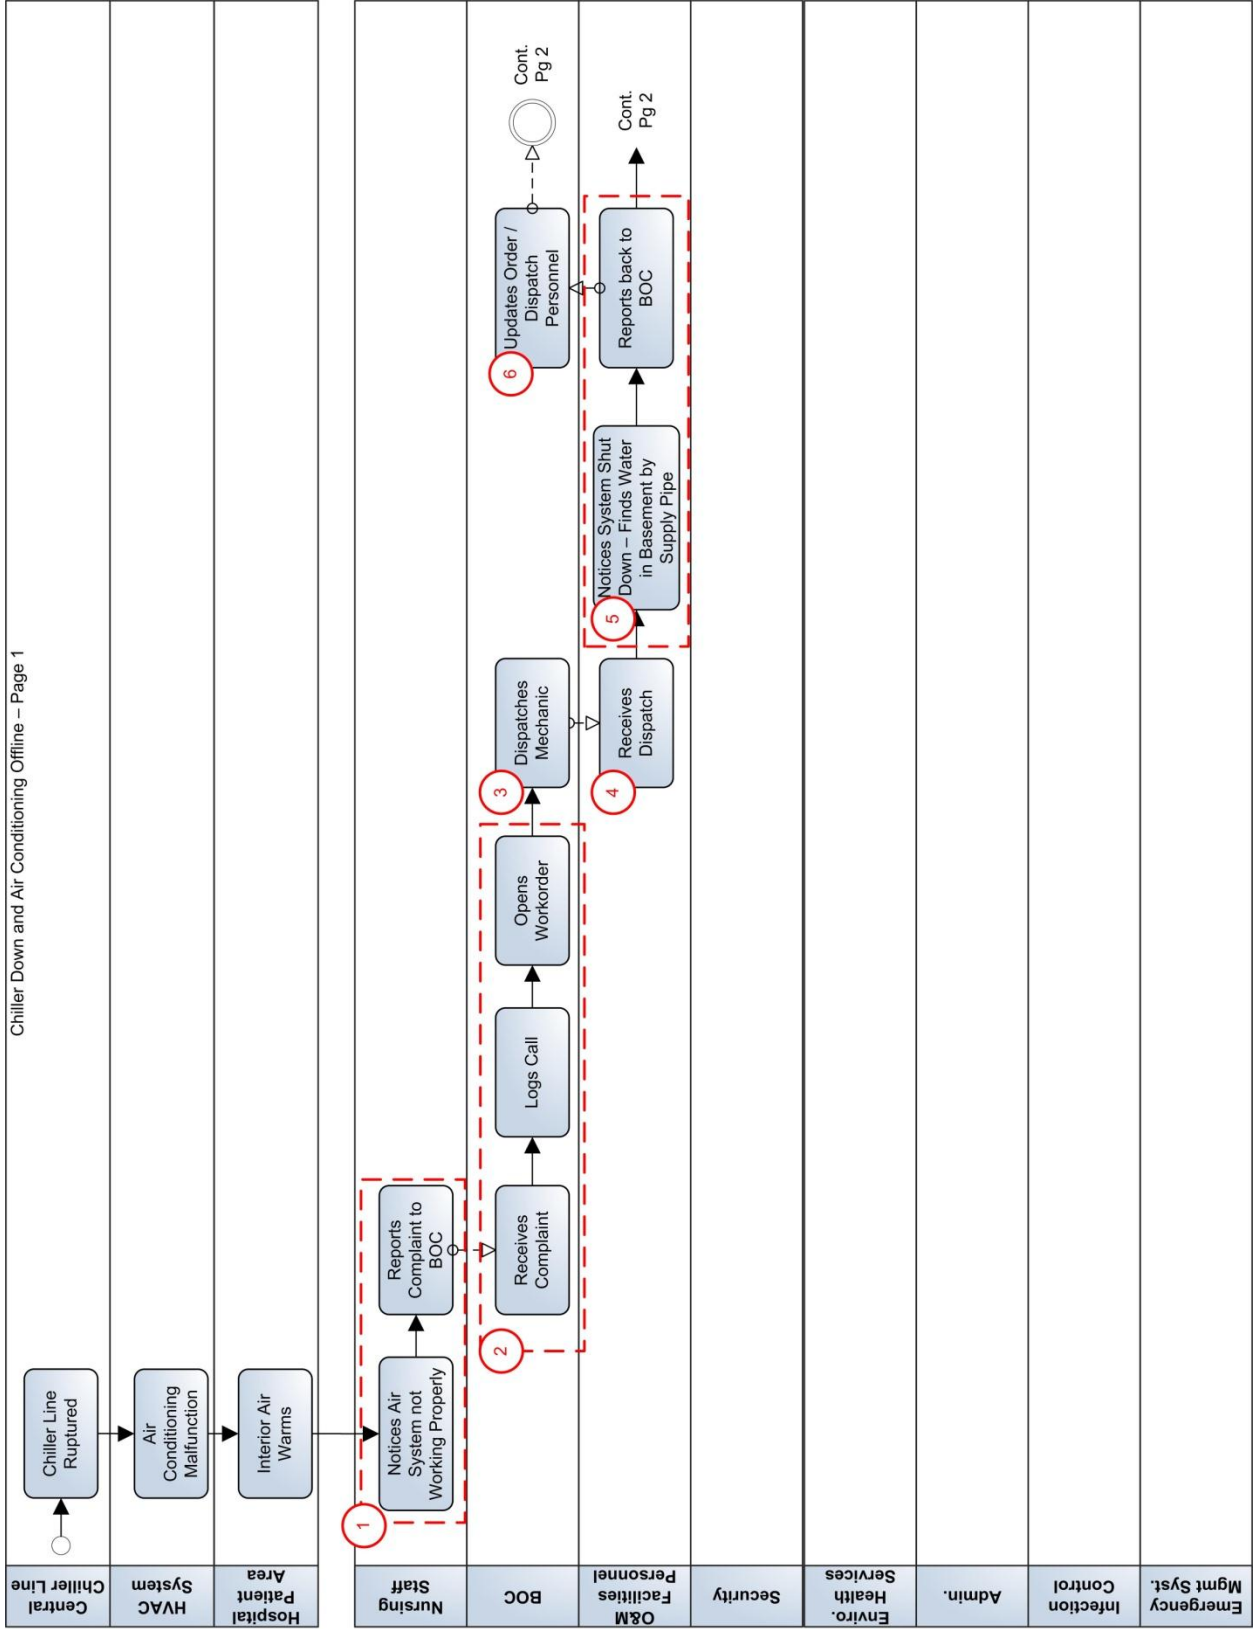 Chiller Down and Air Conditioning Offline – Page 1
Central
Chiller Line
Chiller Line
Ruptured
HVAC
System
Air
Conditioning
Malfunction
Hospital
Patient
Area
Interior Air
Warms
Nursing
Staff
1
Notices Air
System not
Working Properly
Reports
Complaint to
BOC
BOC
2
Receives
Complaint
Logs Call
Opens
Workorder
3
Dispatches
Mechanic
6
Updates Order /
Dispatch
Personnel
Cont.
Pg 2
O&M
Facilities
Personnel
4
Receives
Dispatch
5
Notices System Shut
Down – Finds Water
in Basement by
Supply Pipe
Reports back to
BOC
Cont.
Pg 2
Security
Enviro.
Health
Services
Admin.
Infection
Control
Emergency
Mgmt Syst.